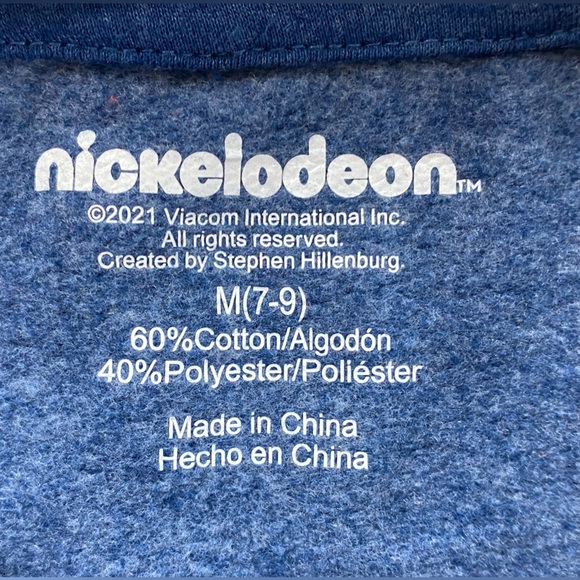 nickelodeon™
©2021 Viacom International Inc.
All rights reserved.
Created by Stephen Hillenburg.
M(7-9)
60%Cotton/Algodón
40%Polyester/Poliéster
Made in China
Hecho en China